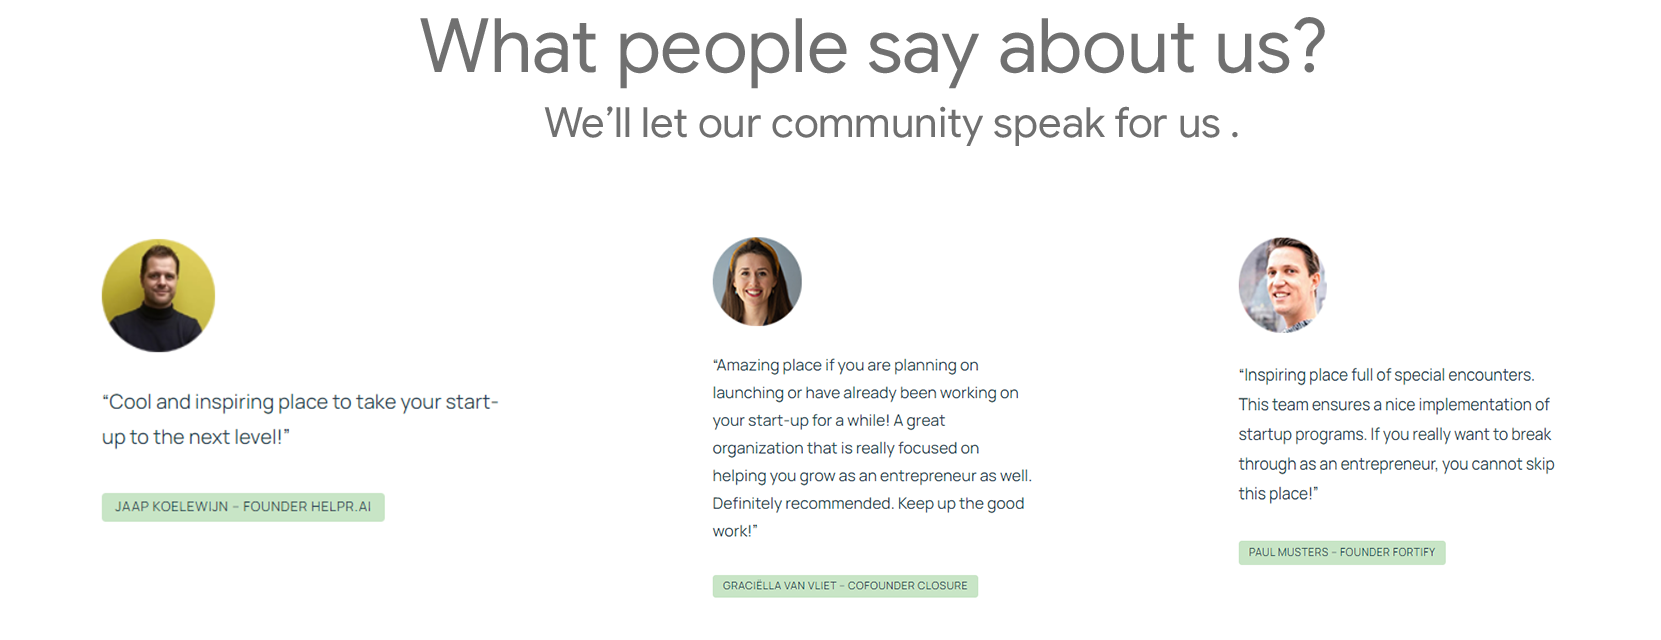 What people say about us?
We’ll let our community speak for us .
“Cool and inspiring place to take your start-
up to the next level!”
JAAP KOELEWIJN – FOUNDER HELPR.AI
“Amazing place if you are planning on
launching or have already been working on
your start-up for a while! A great
organization that is really focused on
helping you grow as an entrepreneur as well.
Definitely recommended. Keep up the good
work!”
GRACIËLLA VAN VLIET – COFOUNDER CLOSURE
“Inspiring place full of special encounters.
This team ensures a nice implementation of
startup programs. If you really want to break
through as an entrepreneur, you cannot skip
this place!”
PAUL MUSTERS – FOUNDER FORTIFY